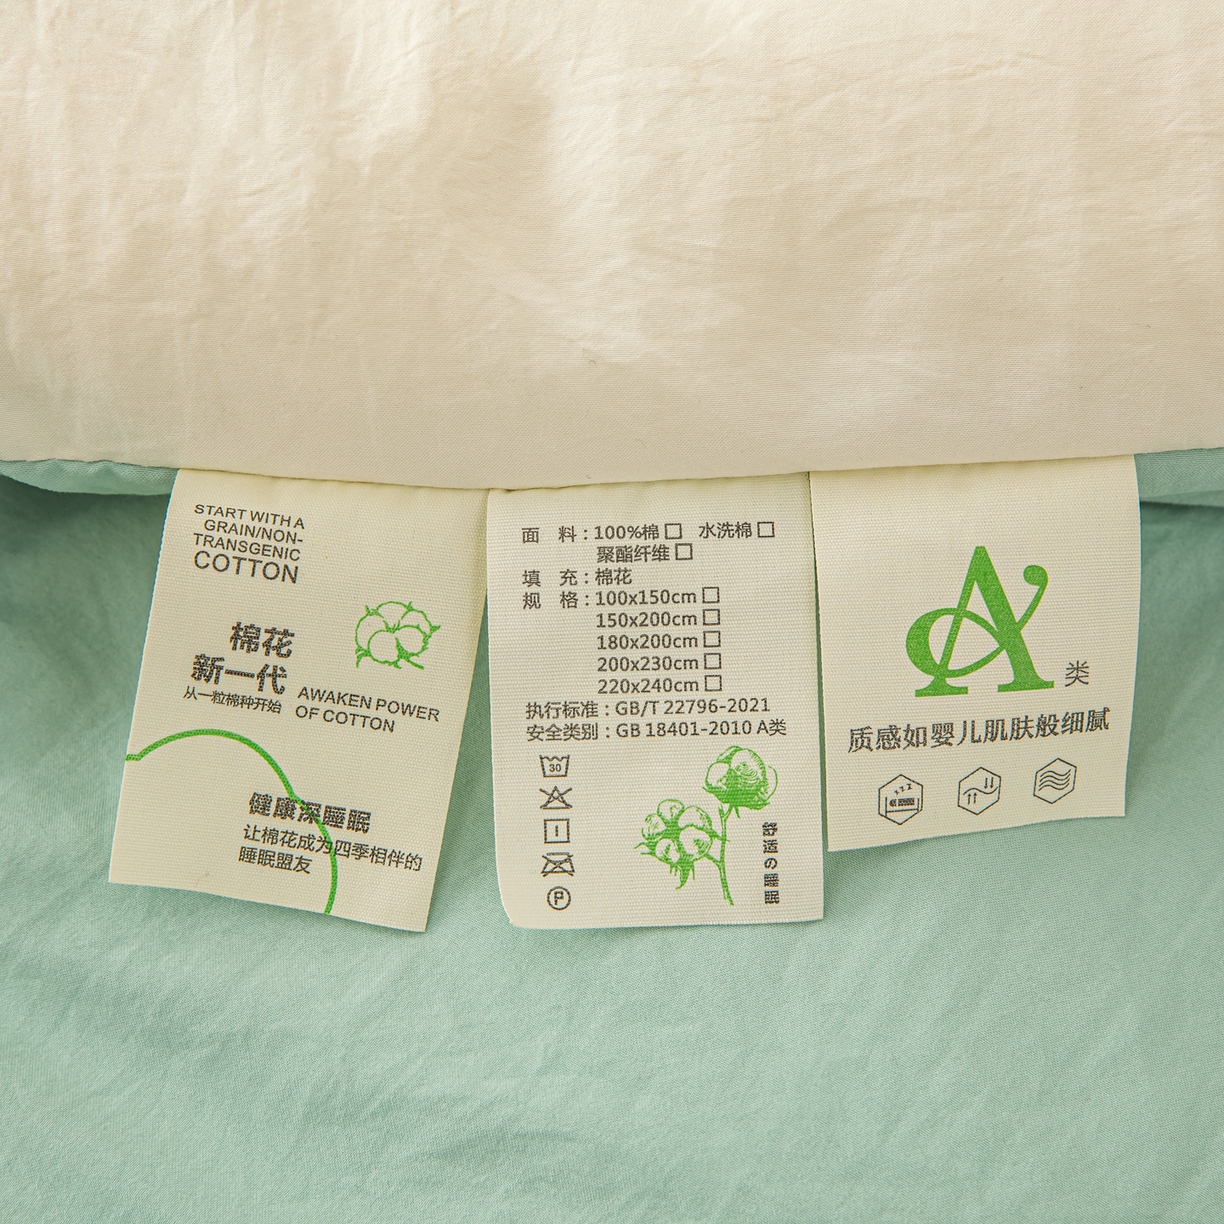 START WITH A
GRAIN/NON-
TRANSGENIC
COTTON
棉花
新一代
从一粒棉种开始
AWAKEN POWER
OF COTTON
健康深睡眠
让棉花成为四季相伴的
睡眠盟友
面 料：100%棉□ 水洗棉□
聚酯纤维□
填 充：棉花
规 格：100x150cm□
150x200cm□
180x200cm□
200x230cm□
220x240cm□
执行标准：GB/T 22796-2021
安全类别：GB 18401-2010 A类
30
P
舒适の睡眠
A类
质感如婴儿肌肤般细腻